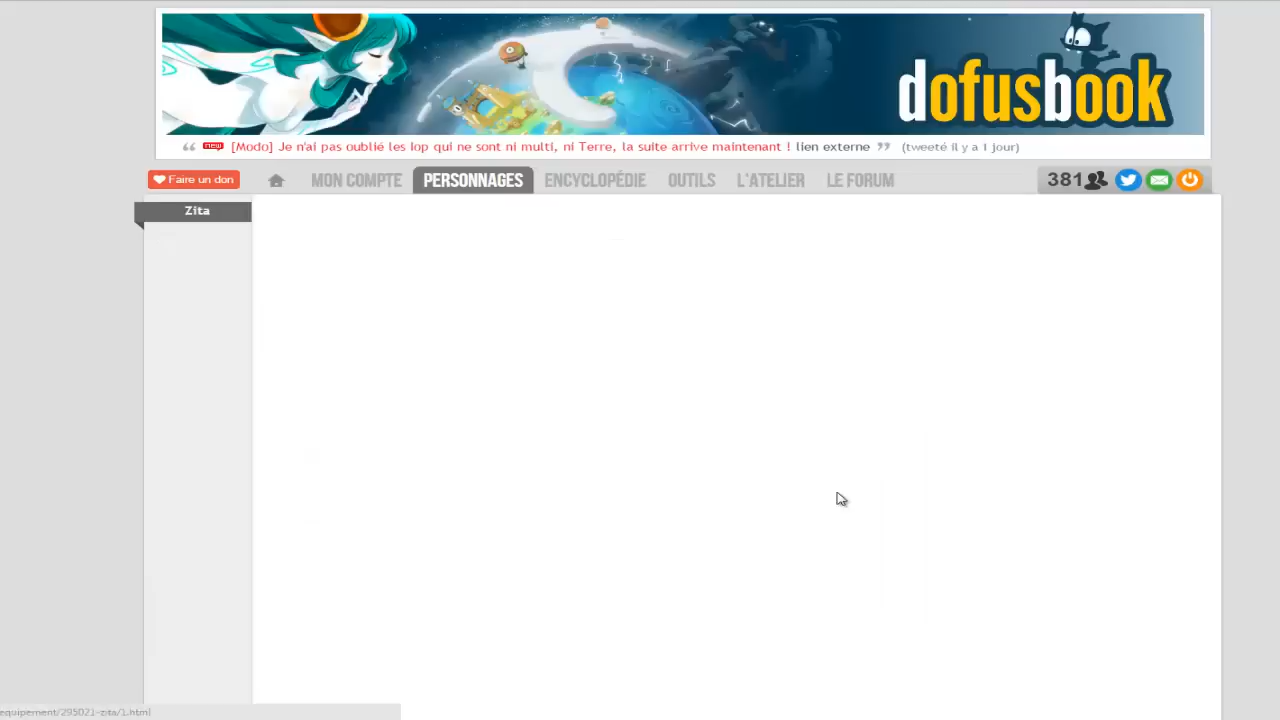 dofusbook
new [Modo] Je n'ai pas oublié les Iop qui ne sont ni multi, ni Terre, la suite arrive maintenant ! lien externe (tweeté il y a 1 jour)
Faire un don MON COMPTE PERSONNAGES ENCYCLOPÉDIE OUTILS L'ATELIER LE FORUM 381
Zita
equipement/295021-zita/1.html